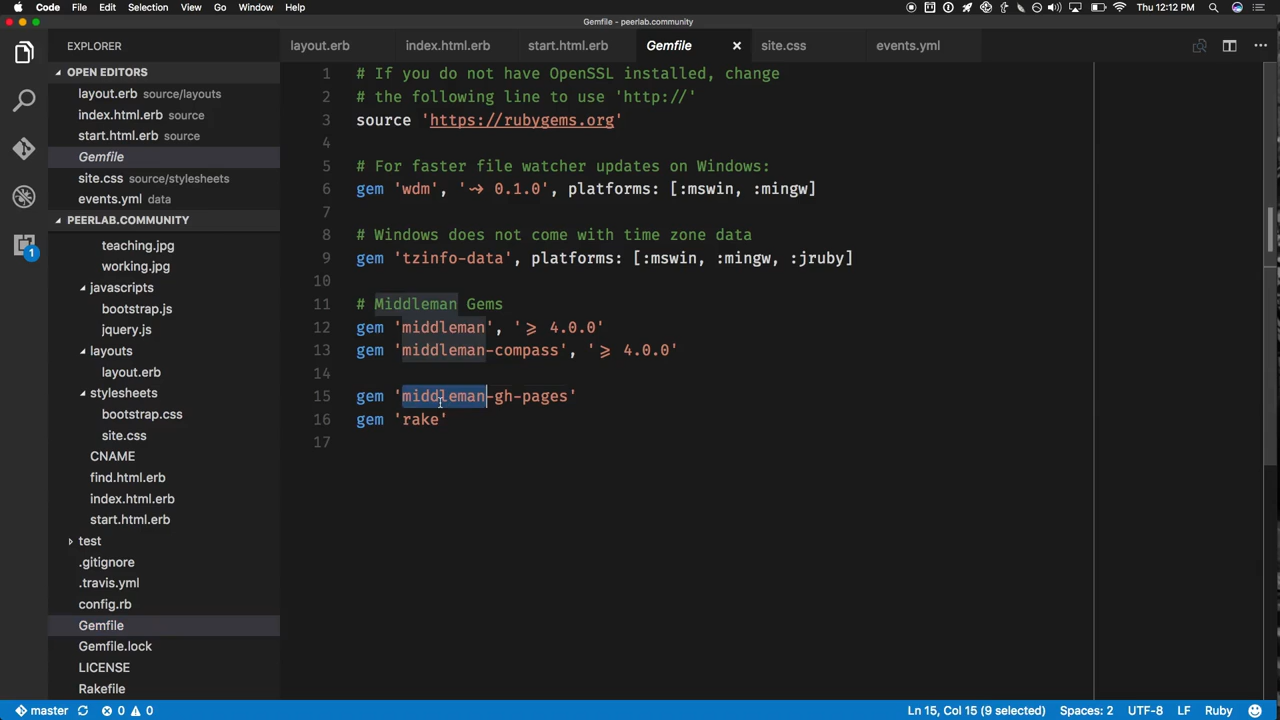 Code File Edit Selection View Go Window Help Thu 12:12 PM
Gemfile - peerlab.community
EXPLORER
OPEN EDITORS
layout.erb source/layouts
index.html.erb source
start.html.erb source
Gemfile
site.css source/stylesheets
events.yml data
PEERLAB.COMMUNITY
teaching.jpg
working.jpg
javascripts
bootstrap.js
jquery.js
layouts
layout.erb
stylesheets
bootstrap.css
site.css
CNAME
find.html.erb
index.html.erb
start.html.erb
test
.gitignore
.travis.yml
config.rb
Gemfile
Gemfile.lock
LICENSE
Rakefile
1
layout.erb index.html.erb start.html.erb Gemfile site.css events.yml
1 # If you do not have OpenSSL installed, change
2 # the following line to use 'http://'
3 source 'https://rubygems.org'
4
5 # For faster file watcher updates on Windows:
6 gem 'wdm', '~> 0.1.0', platforms: [:mswin, :mingw]
7
8 # Windows does not come with time zone data
9 gem 'tzinfo-data', platforms: [:mswin, :mingw, :jruby]
10
11 # Middleman Gems
12 gem 'middleman', '>= 4.0.0'
13 gem 'middleman-compass', '>= 4.0.0'
14
15 gem 'middleman-gh-pages'
16 gem 'rake'
17
master 0 0 Ln 15, Col 15 (9 selected) Spaces: 2 UTF-8 LF Ruby